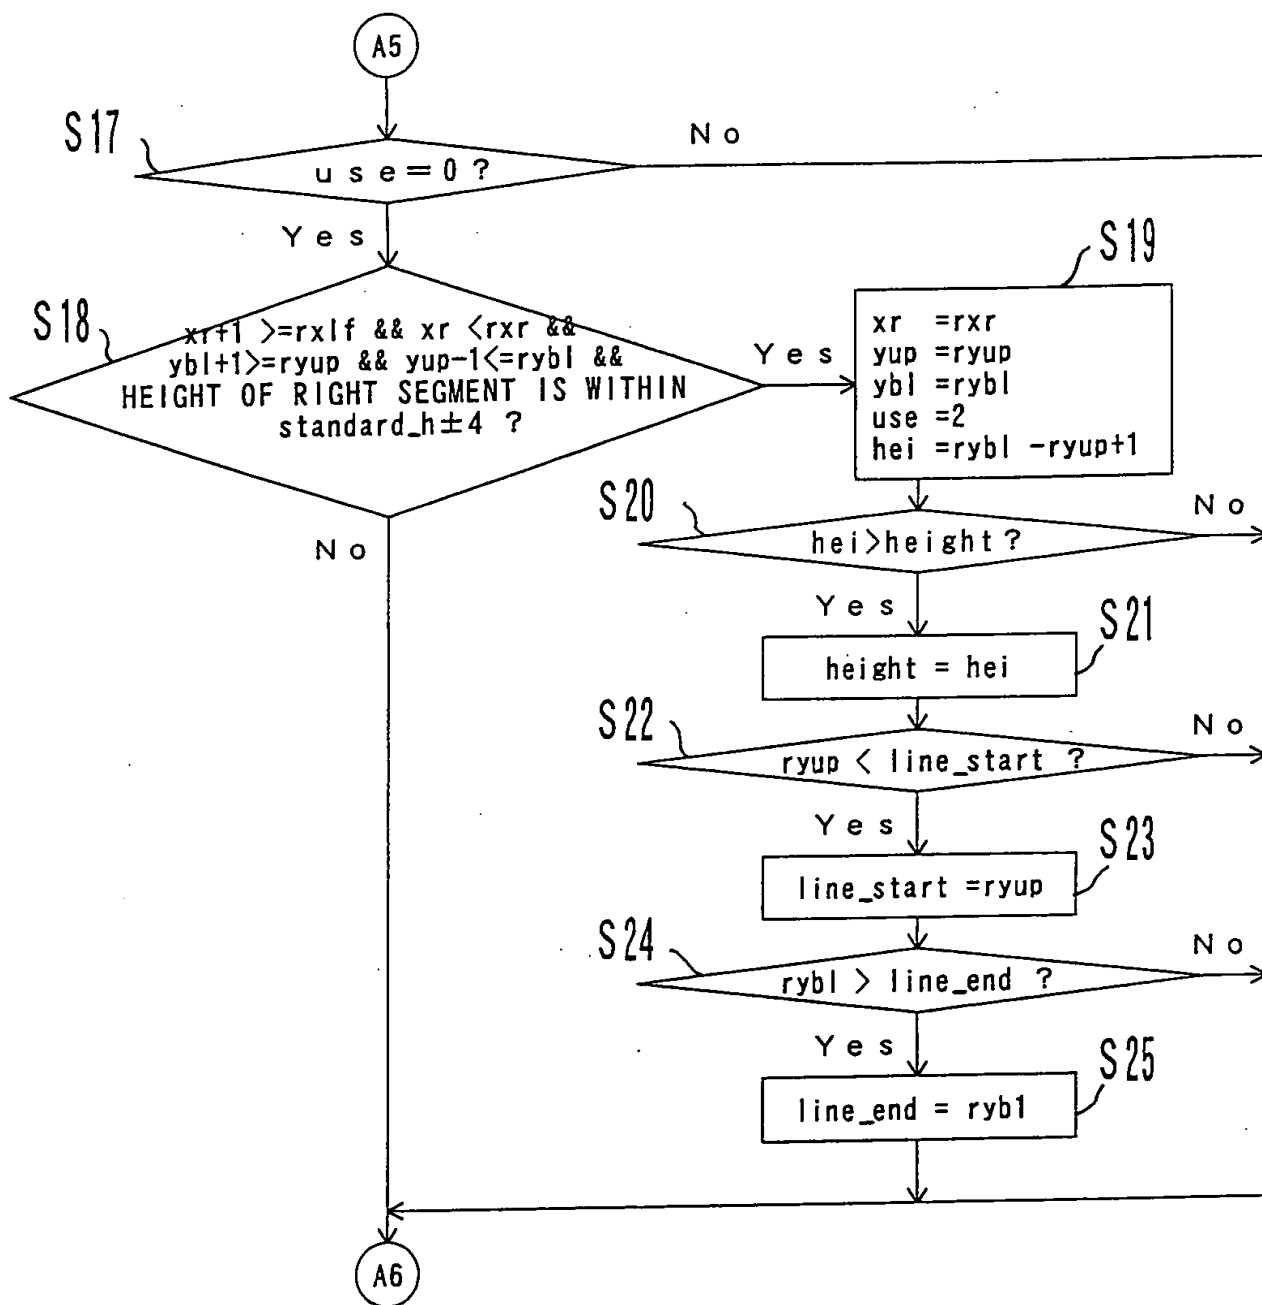 A5
S17
No
use=0?
Yes
S19
S18
xr+1 >=rxlf && xr <rxr &&
ybl+1>=ryup && yup-1<=rybl &&
HEIGHT OF RIGHT SEGMENT IS WITHIN
standard_h±4 ?
Yes
xr =rxr
yup =ryup
ybl =rybl
use =2
hei =rybl -ryup+1
No
S20
No
hei>height?
Yes
S21
height = hei
S22
No
ryup < line_start ?
Yes
S23
line_start =ryup
S24
No
rybl > line_end ?
Yes
S25
line_end = ryb1
A6